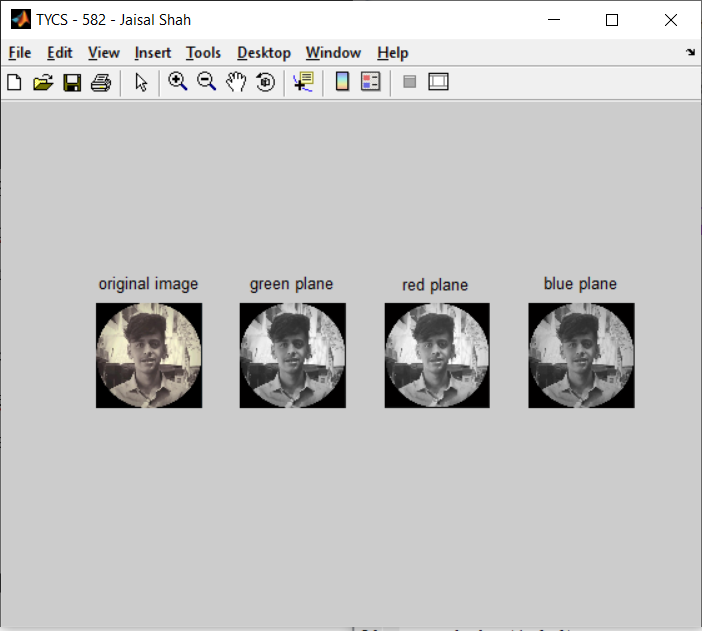 TYCS - 582 - Jaisal Shah
File Edit View Insert Tools Desktop Window Help
original image green plane red plane blue plane